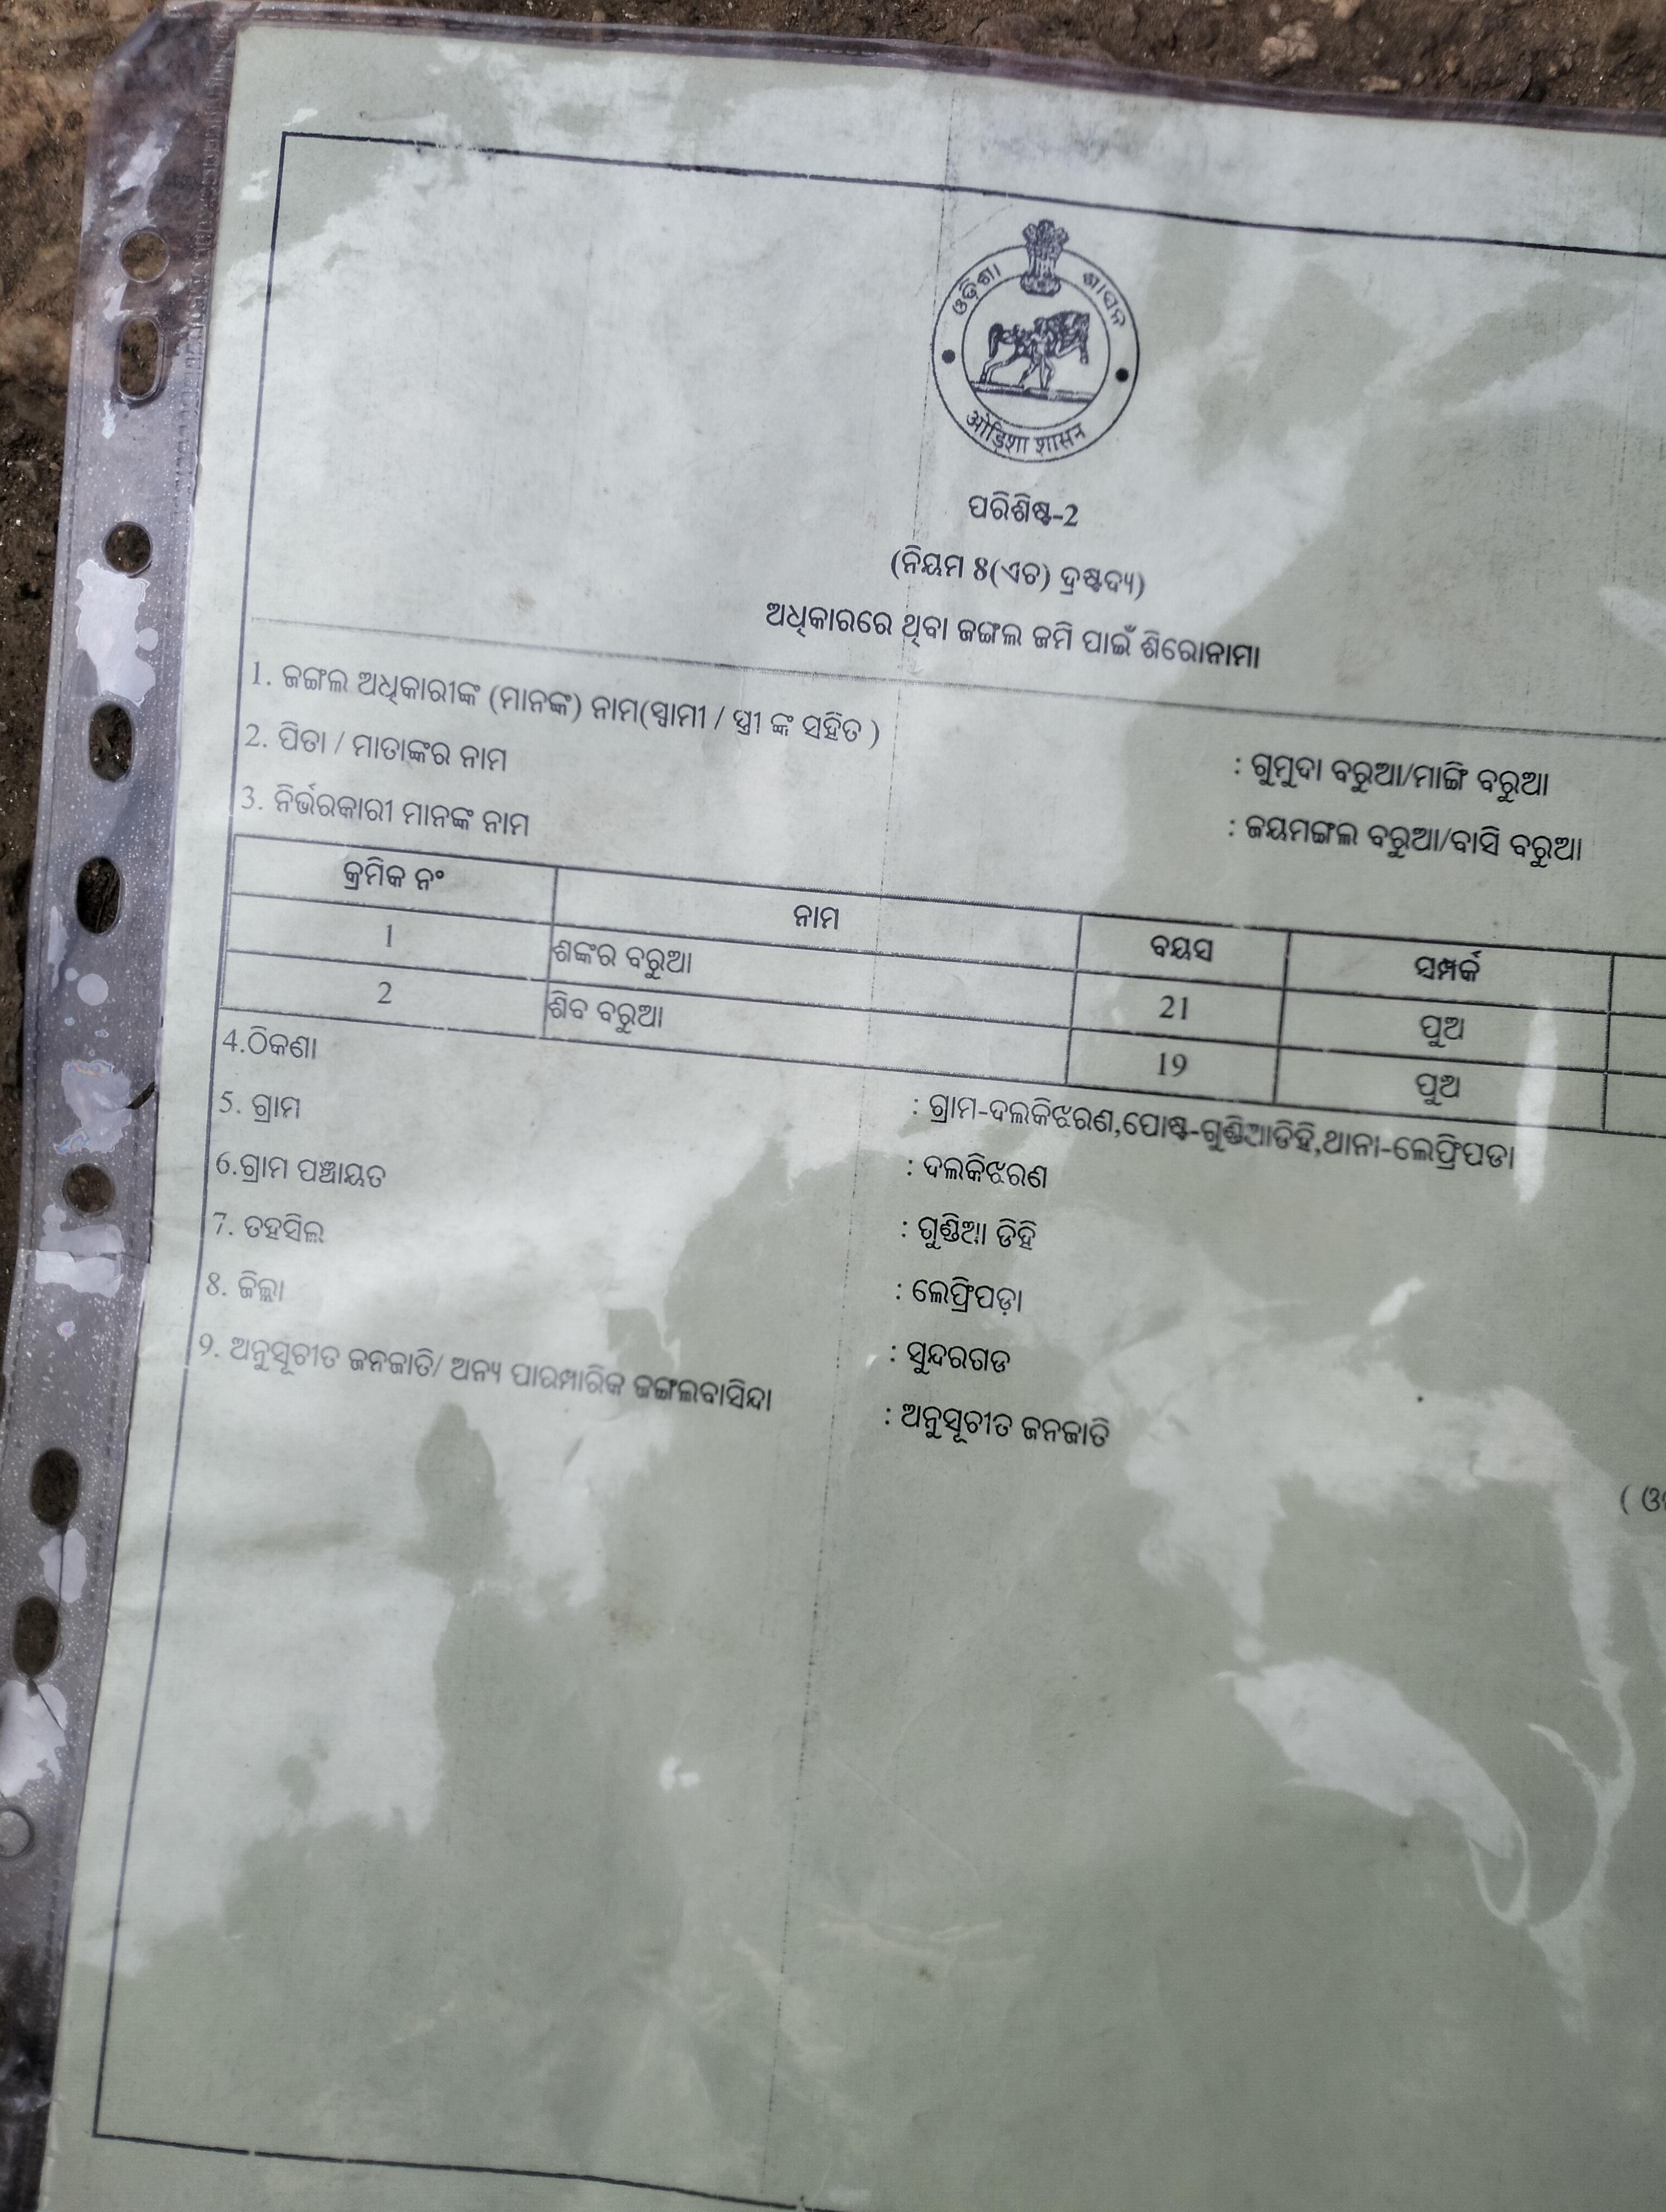 ଓଡ଼ିଶା ଶାସନ
ओड़िशा शासन
ପରିଶିଷ୍ଟ-2
(ନିୟମ 8(ଏଚ) ଦ୍ରଷ୍ଟବ୍ୟ)
ଅଧିକାରରେ ଥିବା ଜଙ୍ଗଲ ଜମି ପାଇଁ ଶିରୋନାମା
1. ଜଙ୍ଗଲ ଅଧିକାରୀଙ୍କ (ମାନଙ୍କ) ନାମ(ସ୍ଵାମୀ / ସ୍ତ୍ରୀ ଙ୍କ ସହିତ ) : ଗୁମୁଦା ବରୁଆ/ମାଙ୍ଗି ବରୁଆ
2. ପିତା / ମାତାଙ୍କର ନାମ : ଜୟମଙ୍ଗଲ ବରୁଆ/ବାସି ବରୁଆ
3. ନିର୍ଭରକାରୀ ମାନଙ୍କ ନାମ
କ୍ରମିକ ନଂ ନାମ ବୟସ ସମ୍ପର୍କ
1 ଶଙ୍କର ବରୁଆ 21 ପୁଅ
2 ଶିବ ବରୁଆ 19 ପୁଅ
4.ଠିକଣା : ଗ୍ରାମ-ଦଲକିଝରଣ,ପୋଷ୍ଟ-ଗୁଣ୍ଡିଆଡିହି,ଥାନା-ଲେଫ୍ରିପଡା
5. ଗ୍ରାମ : ଦଲକିଝରଣ
6.ଗ୍ରାମ ପଞ୍ଚାୟତ : ଗୁଣ୍ଡିଆ ଡିହି
7. ତହସିଲ୍ : ଲେଫ୍ରିପଡ଼ା
8. ଜିଲ୍ଲା : ସୁନ୍ଦରଗଡ
9. ଅନୁସୂଚୀତ ଜନଜାତି/ ଅନ୍ୟ ପାରମ୍ପାରିକ ଜଙ୍ଗଲବାସିନ୍ଦା : ଅନୁସୂଚୀତ ଜନଜାତି